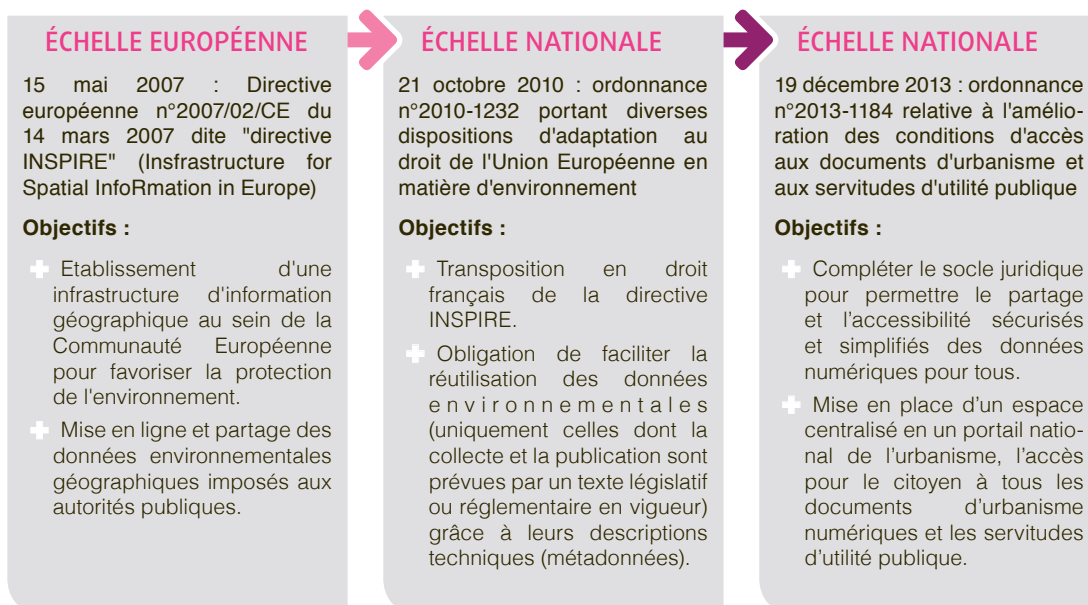 ÉCHELLE EUROPÉENNE
15 mai 2007 : Directive
européenne n°2007/02/CE du
14 mars 2007 dite "directive
INSPIRE" (Insfrastructure for
Spatial InfoRmation in Europe)
Objectifs :
Etablissement d'une
infrastructure d'information
géographique au sein de la
Communauté Européenne
pour favoriser la protection
de l'environnement.
Mise en ligne et partage des
données environnementales
géographiques imposés aux
autorités publiques.
ÉCHELLE NATIONALE
21 octobre 2010 : ordonnance
n°2010-1232 portant diverses
dispositions d'adaptation au
droit de l'Union Européenne en
matière d'environnement
Objectifs :
Transposition en droit
français de la directive
INSPIRE.
Obligation de faciliter la
réutilisation des données
environnementales
(uniquement celles dont la
collecte et la publication sont
prévues par un texte législatif
ou réglementaire en vigueur)
grâce à leurs descriptions
techniques (métadonnées).
ÉCHELLE NATIONALE
19 décembre 2013 : ordonnance
n°2013-1184 relative à l'amélio-
ration des conditions d'accès
aux documents d'urbanisme et
aux servitudes d'utilité publique
Objectifs :
Compléter le socle juridique
pour permettre le partage
et l’accessibilité sécurisés
et simplifiés des données
numériques pour tous.
Mise en place d’un espace
centralisé en un portail natio-
nal de l’urbanisme, l’accès
pour le citoyen à tous les
documents d’urbanisme
numériques et les servitudes
d’utilité publique.